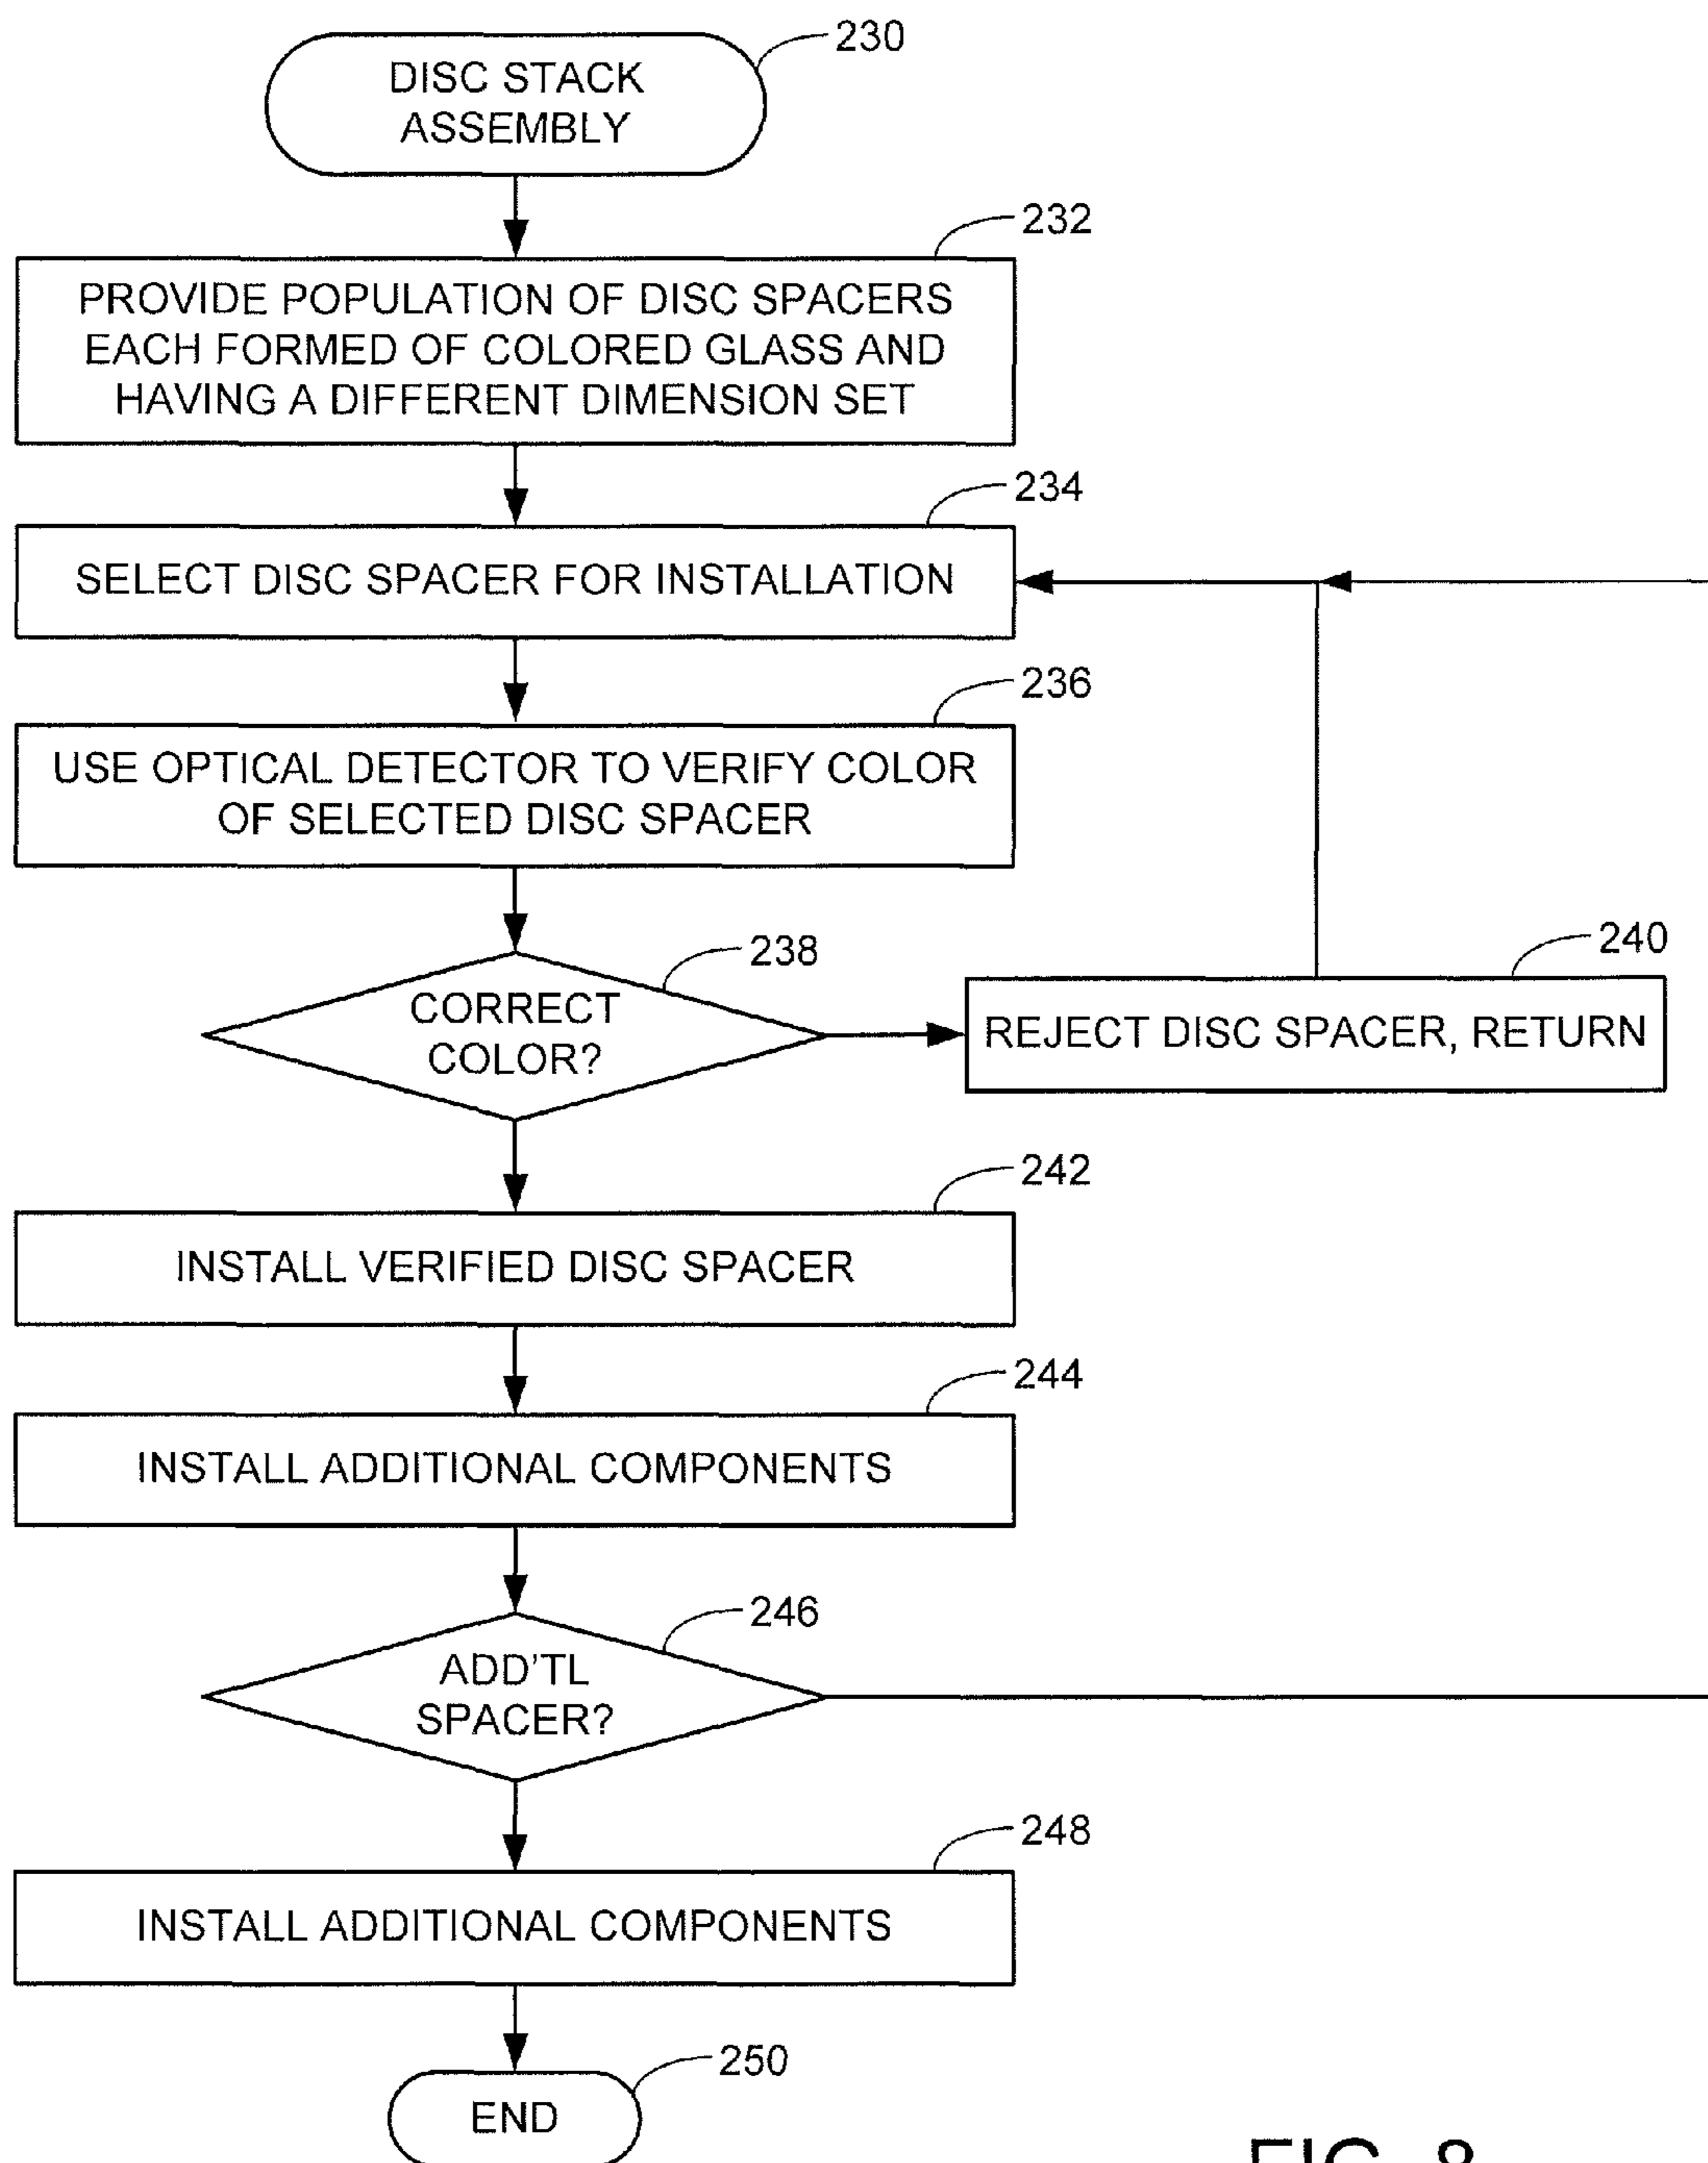 230
DISC STACK
ASSEMBLY
232
PROVIDE POPULATION OF DISC SPACERS
EACH FORMED OF COLORED GLASS AND
HAVING A DIFFERENT DIMENSION SET
234
SELECT DISC SPACER FOR INSTALLATION
236
USE OPTICAL DETECTOR TO VERIFY COLOR
OF SELECTED DISC SPACER
238
CORRECT
COLOR?
240
REJECT DISC SPACER, RETURN
242
INSTALL VERIFIED DISC SPACER
244
INSTALL ADDITIONAL COMPONENTS
246
ADD'TL
SPACER?
248
INSTALL ADDITIONAL COMPONENTS
250
END
FIG. 8